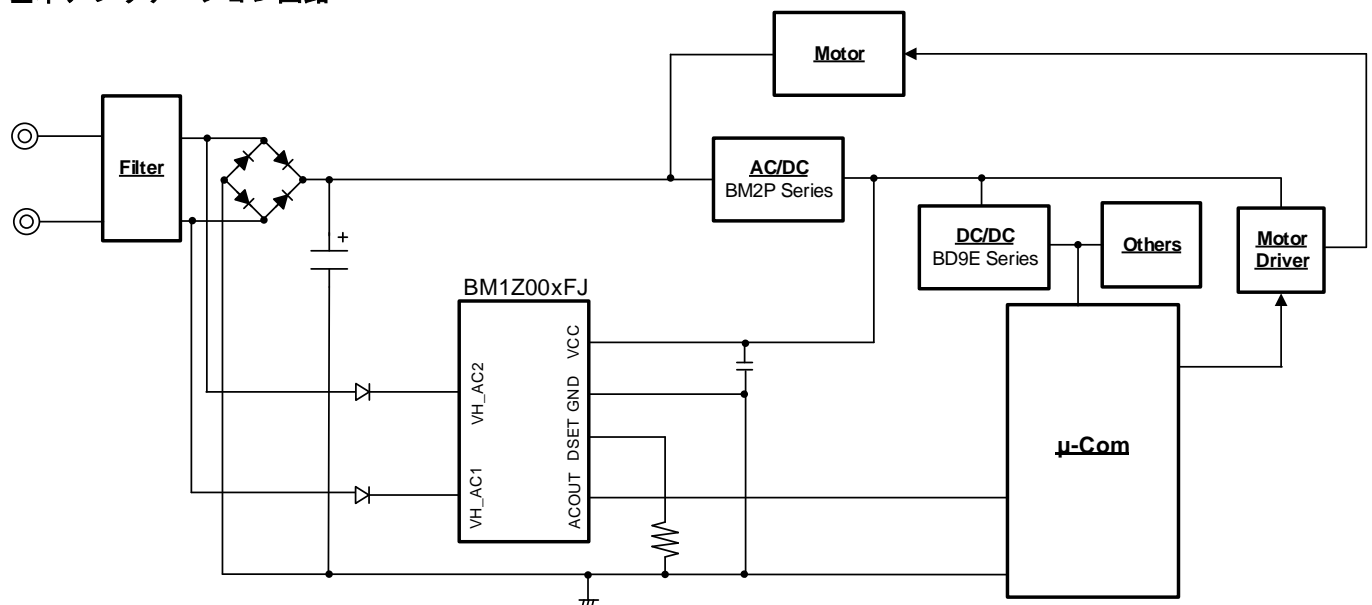 Motor
Filter
AC/DC
BM2P Series
DC/DC
BD9E Series
Others
Motor
Driver
BM1Z00xFJ
VCC
VH_AC2
GND
DSET
VH_AC1
ACOUT
µ-Com
+